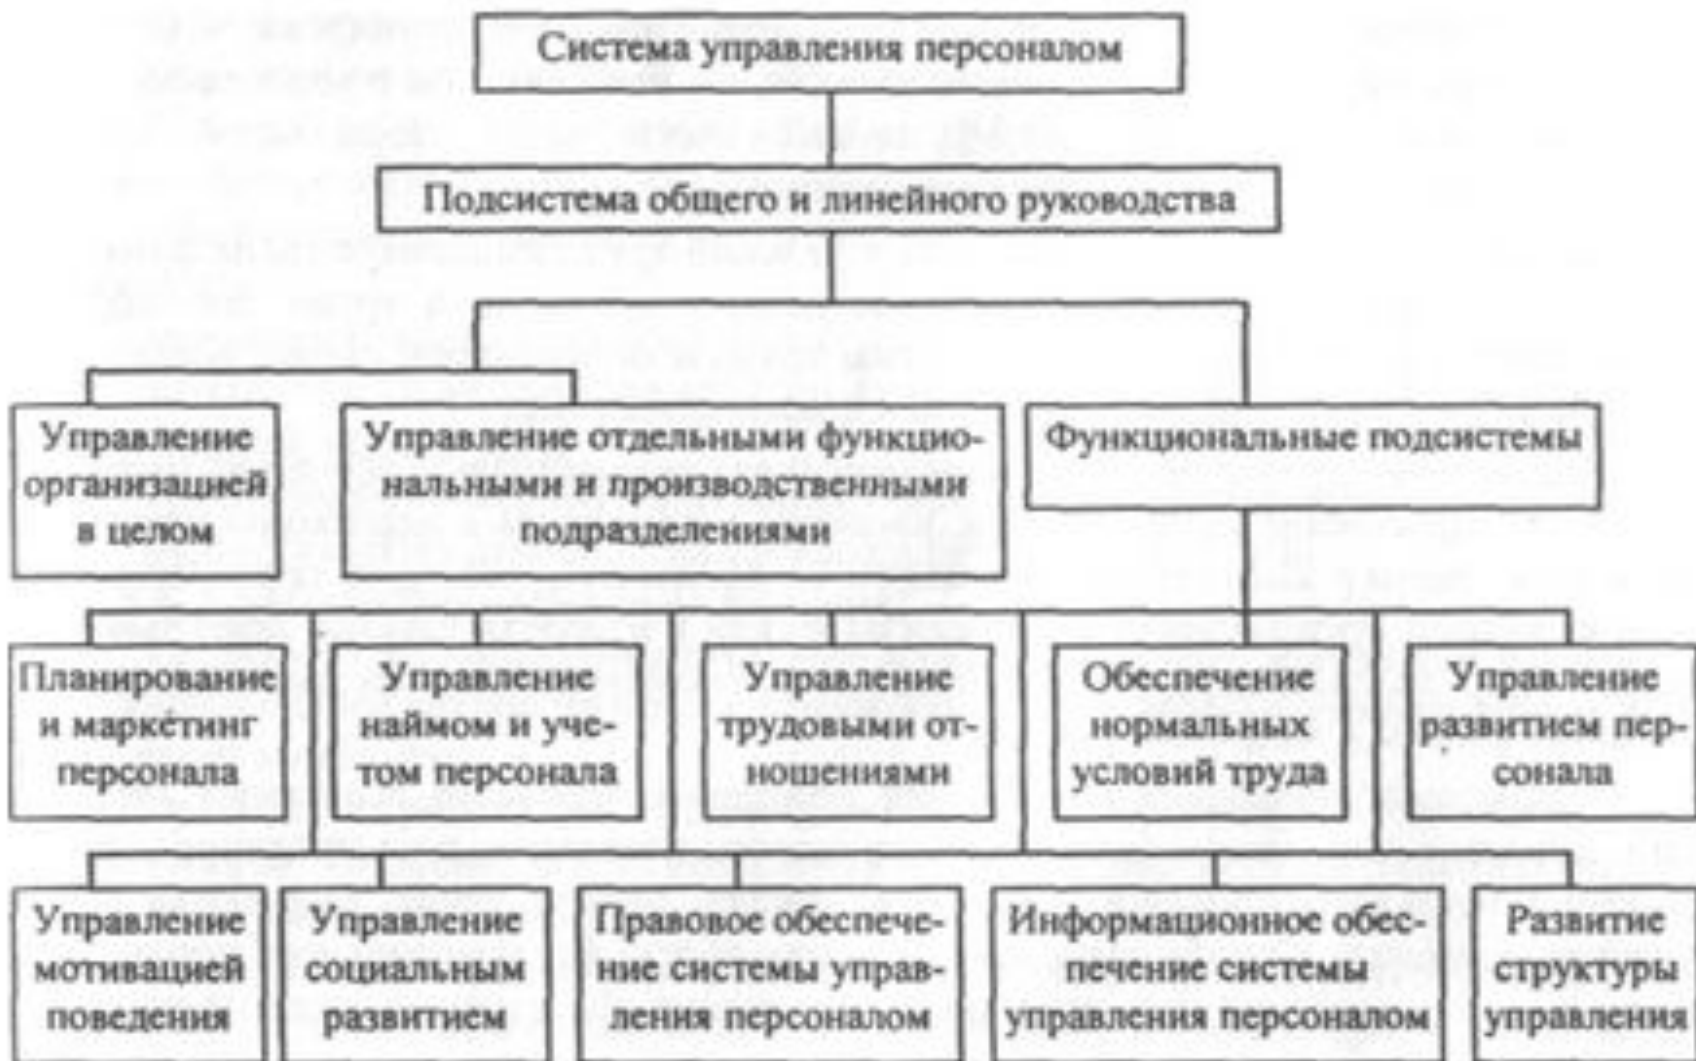 Система управления персоналом
Подсистема общего и линейного руководства
Управление
организацией
в целом
Управление отдельными функцио-
нальными и производственными
подразделениями
Функциональные подсистемы
Планирование
и маркетинг
персонала
Управление
наймом и уче-
том персонала
Управление
трудовыми от-
ношениями
Обеспечение
нормальных
условий труда
Управление
развитием пер-
сонала
Управление
мотивацией
поведения
Управление
социальным
развитием
Правовое обеспече-
ние системы управ-
ления персоналом
Информационное обес-
печение системы
управления персоналом
Развитие
структуры
управления